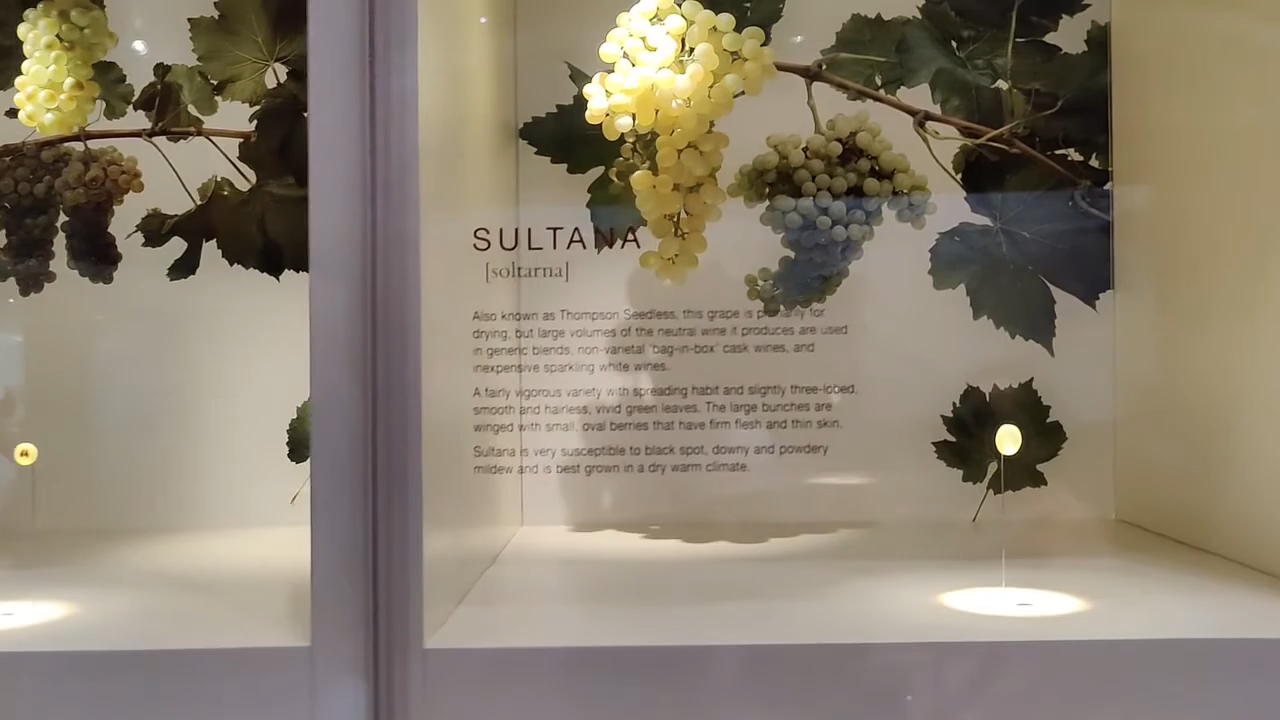 SULTANA
[soltarna]
Also known as Thompson Seedless, this grape is primarily for
drying, but large volumes of the neutral wine it produces are used
in generic blends, non-varietal 'bag-in-box' cask wines, and
inexpensive sparkling white wines.
A fairly vigorous variety with spreading habit and slightly three-lobed,
smooth and hairless, vivid green leaves. The large bunches are
winged with small, oval berries that have firm flesh and thin skin.
Sultana is very susceptible to black spot, downy and powdery
mildew and is best grown in a dry warm climate.